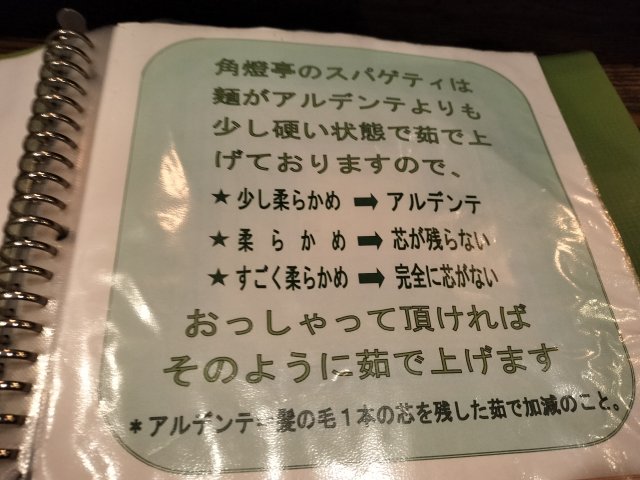 角燈亭のスパゲティは
麺がアルデンテよりも
少し硬い状態で茹で上
げておりますので、
★少し柔らかめ ➡ アルデンテ
★柔らかめ ➡ 芯が残らない
★すごく柔らかめ ➡ 完全に芯がない
おっしゃって頂ければ
そのように茹で上げます
*アルデンテ=髪の毛1本の芯を残した茹で加減のこと。